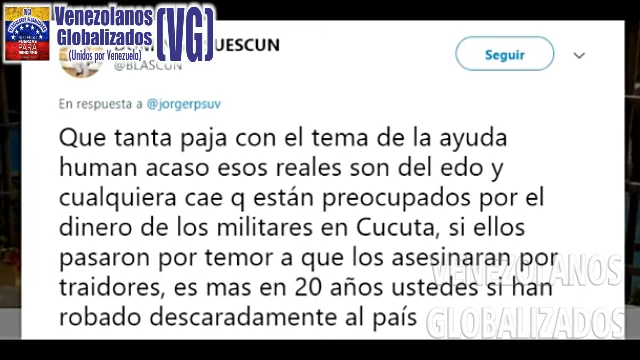 Venezolanos
Globalizados
(Unidos por Venezuela)
(VG)
UESCUN
@BLASCUN
Seguir
En respuesta a @jorgerpsuv
Que tanta paja con el tema de la ayuda
human acaso esos reales son del edo y
cualquiera cae q están preocupados por el
dinero de los militares en Cucuta, si ellos
pasaron por temor a que los asesinaran por
traidores, es mas en 20 años ustedes si han
robado descaradamente al país
VENEZOLANOS
GLOBALIZADOS